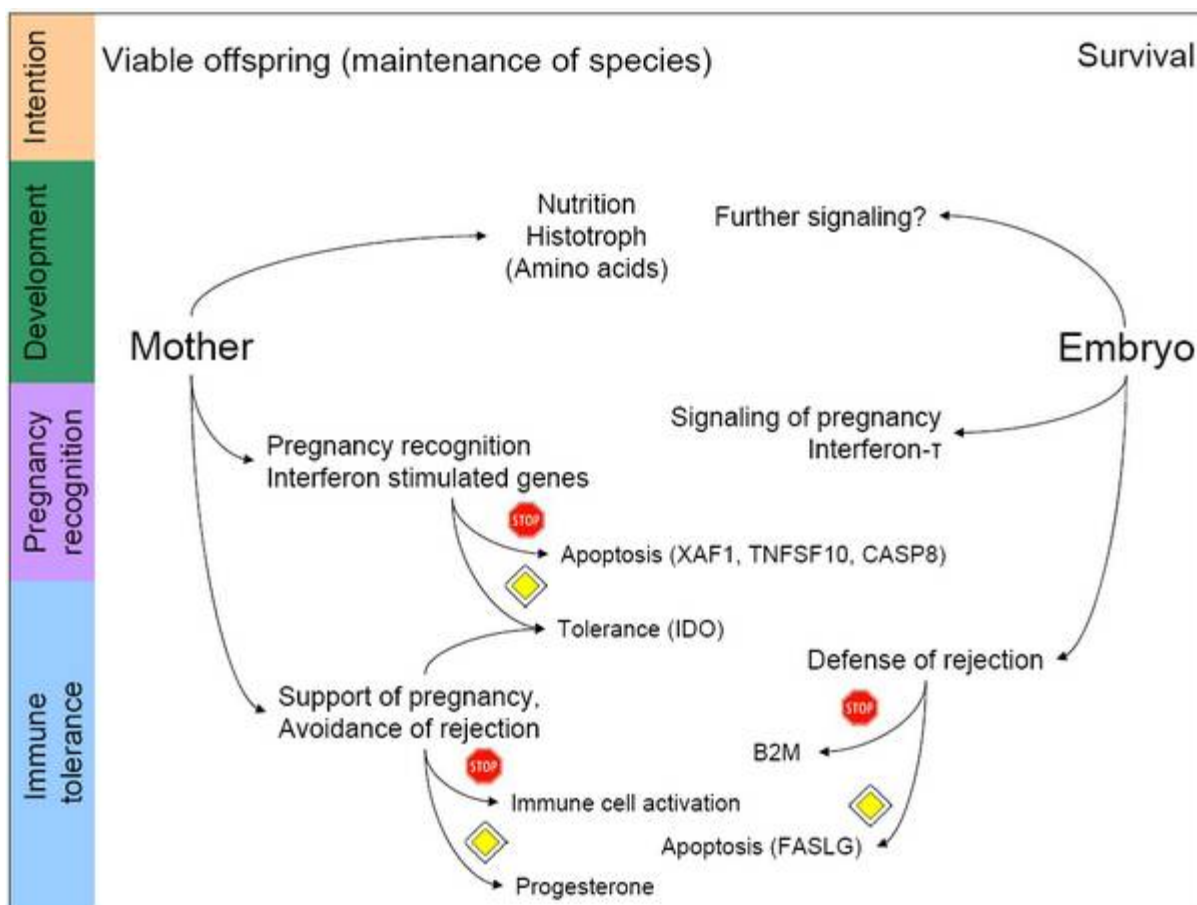 Intention
Viable offspring (maintenance of species)
Survival
Development
Nutrition
Histotroph
(Amino acids)
Further signaling?
Mother
Embryo
Pregnancy
recognition
Signaling of pregnancy
Interferon-τ
Pregnancy recognition
Interferon stimulated genes
STOP
Apoptosis (XAF1, TNFSF10, CASP8)
Immune
tolerance
Tolerance (IDO)
Defense of rejection
Support of pregnancy,
Avoidance of rejection
STOP
B2M
STOP
Immune cell activation
Apoptosis (FASLG)
Progesterone